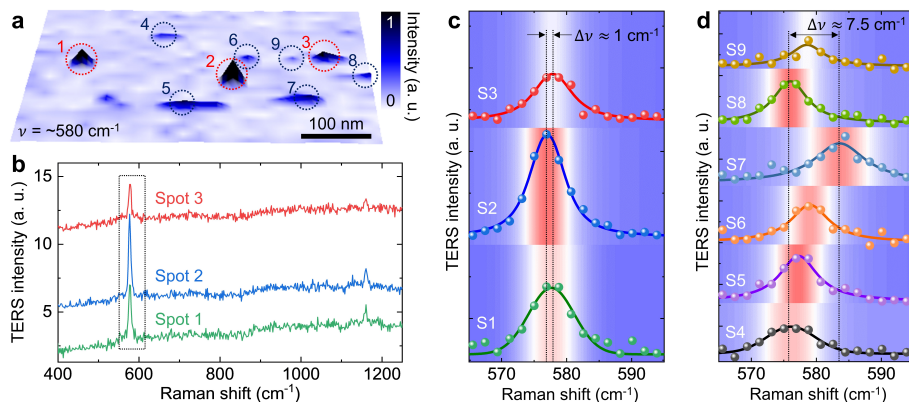 a
1
2
3
4
5
6
7
8
9
ν = ~580 cm⁻¹
100 nm
1
0
Intensity (a. u.)
b
TERS intensity (a. u.)
15
10
5
Spot 3
Spot 2
Spot 1
400
600
800
1000
1200
Raman shift (cm⁻¹)
c
Δν ≈ 1 cm⁻¹
TERS intensity (a. u.)
S3
S2
S1
570
580
590
Raman shift (cm⁻¹)
d
Δν ≈ 7.5 cm⁻¹
TERS intensity (a. u.)
S9
S8
S7
S6
S5
S4
570
580
590
Raman shift (cm⁻¹)